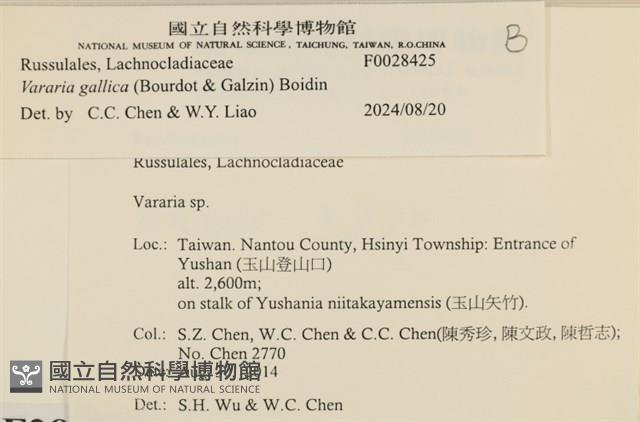 國立自然科學博物館
NATIONAL MUSEUM OF NATURAL SCIENCE, TAICHUNG, TAIWAN, R.O.CHINA
B
Russulales, Lachnocladiaceae F0028425
Vararia gallica (Bourdot & Galzin) Boidin
Det. by C.C. Chen & W.Y. Liao 2024/08/20
Russulales, Lachnocladiaceae
Vararia sp.
Loc.: Taiwan. Nantou County, Hsinyi Township: Entrance of
Yushan (玉山登山口)
alt. 2,600m;
on stalk of Yushania niitakayamensis (玉山矢竹).
Col.: S.Z. Chen, W.C. Chen & C.C. Chen(陳秀珍, 陳文政, 陳哲志);
No. Chen 2770
國立自然科學博物館
NATIONAL MUSEUM OF NATURAL SCIENCE
Det.: S.H. Wu & W.C. Chen